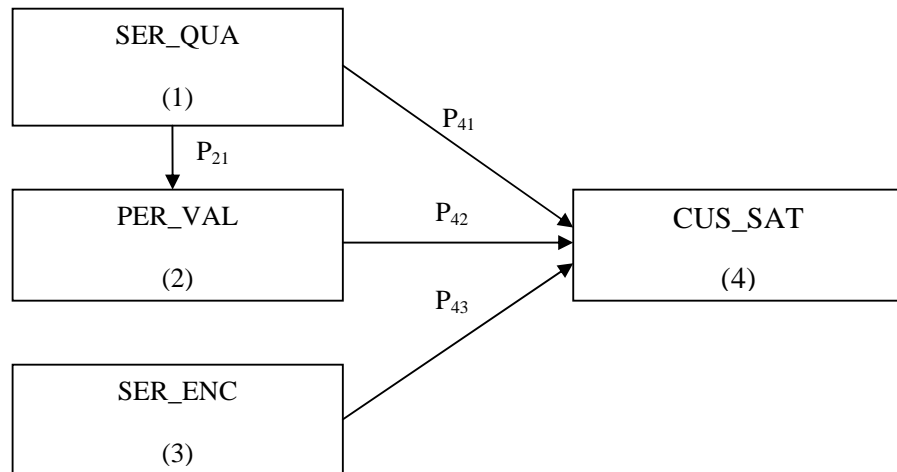 SER_QUA
(1)
P41
P21
PER_VAL
(2)
P42
CUS_SAT
(4)
P43
SER_ENC
(3)